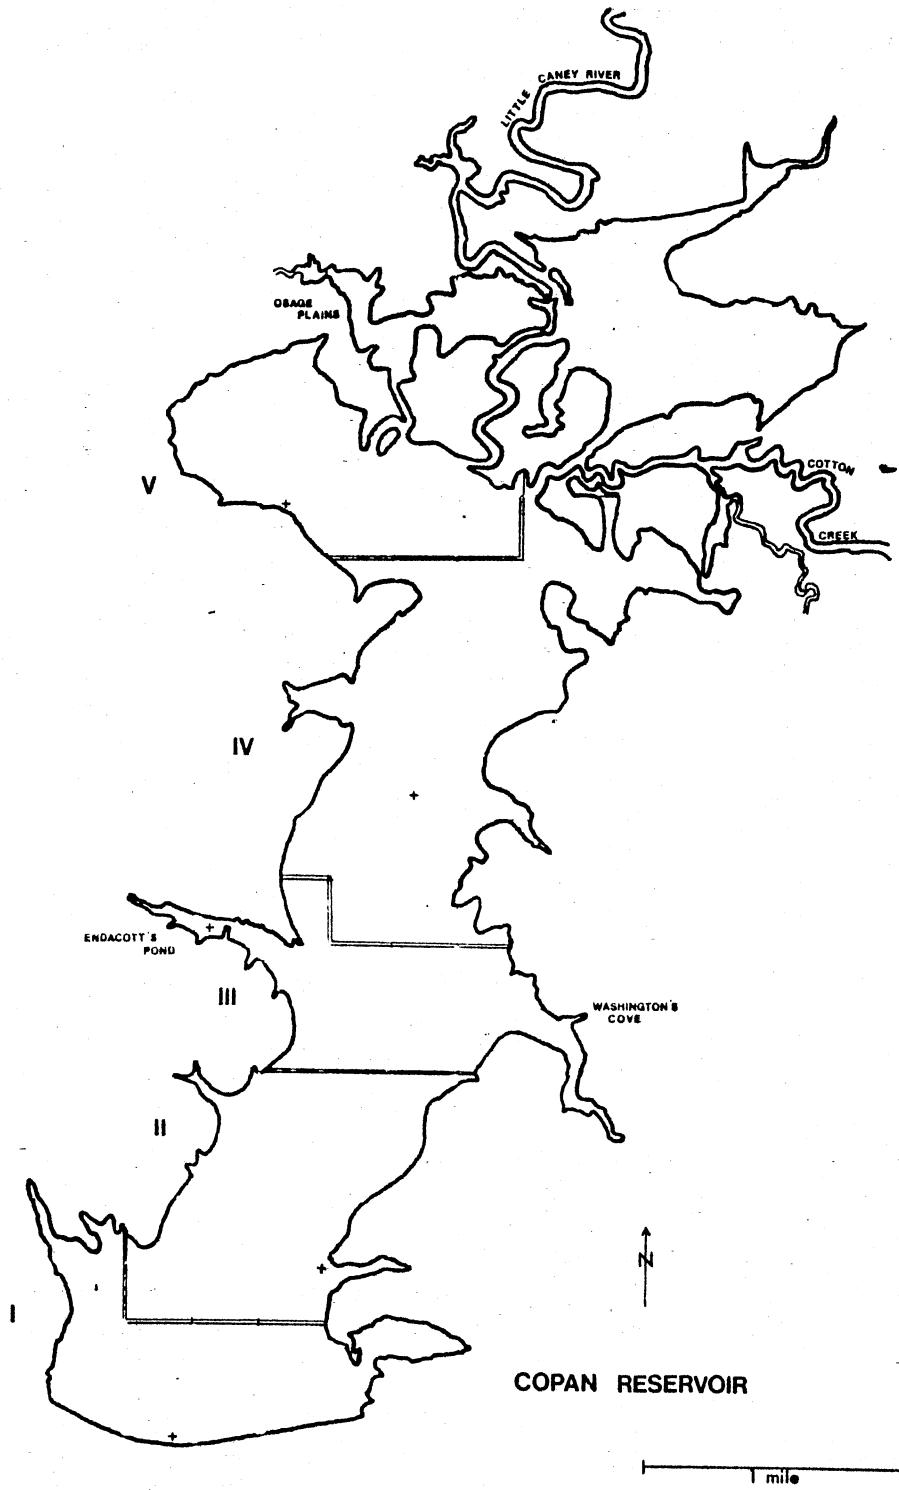 LITTLE CANEY RIVER
OSAGE
PLAINS
COTTON
CREEK
V
IV
ENDACOTT'S
POND
III
WASHINGTON'S
COVE
II
N
I
COPAN RESERVOIR
1 mile